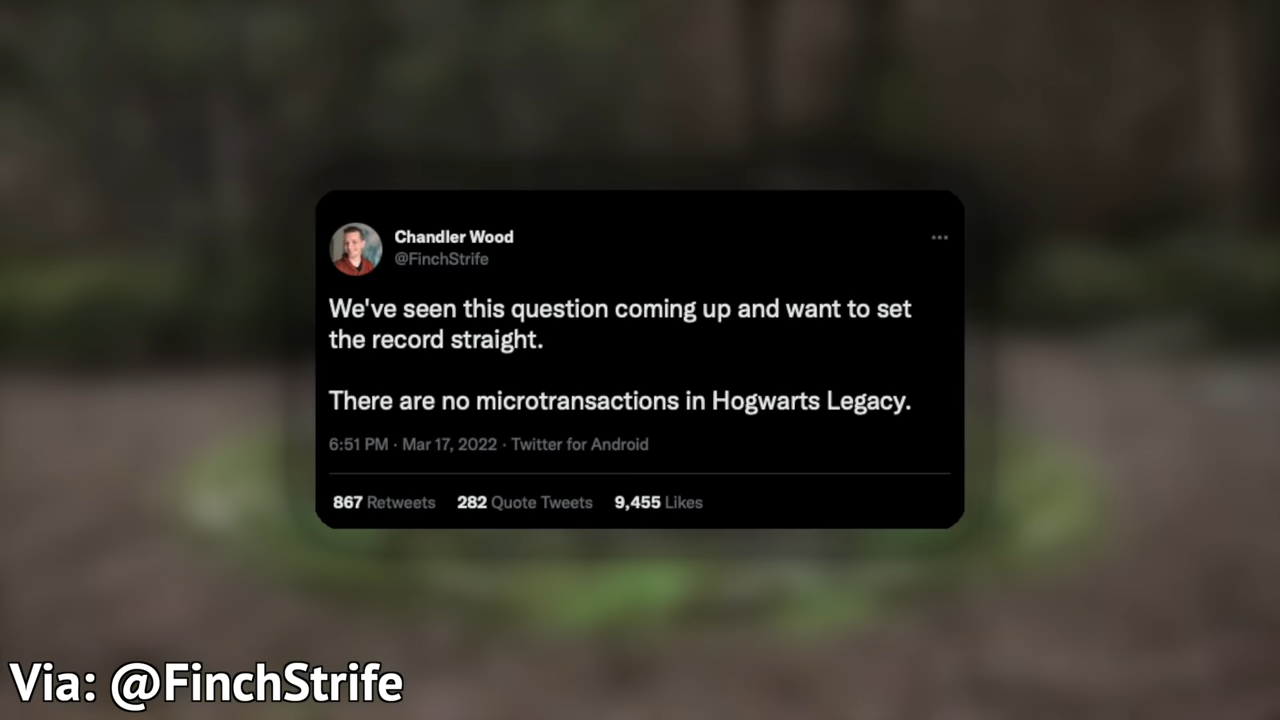 Chandler Wood
@FinchStrife
We've seen this question coming up and want to set
the record straight.
There are no microtransactions in Hogwarts Legacy.
6:51 PM · Mar 17, 2022 · Twitter for Android
867 Retweets 282 Quote Tweets 9,455 Likes
Via: @FinchStrife